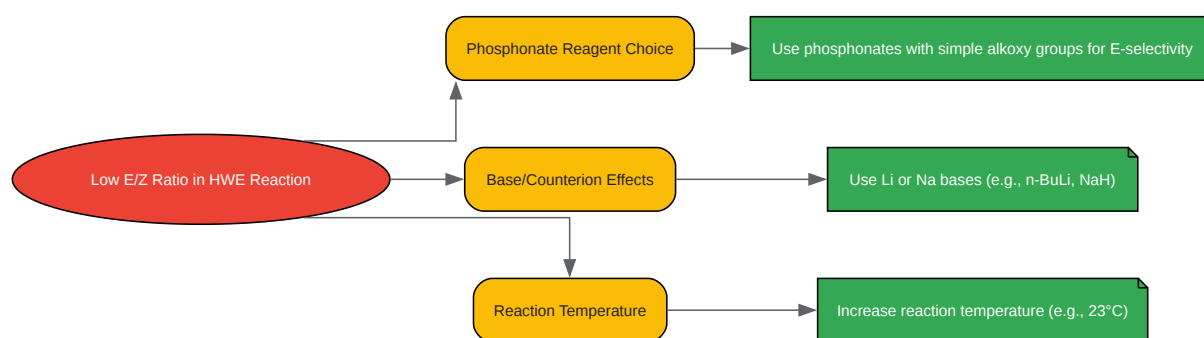 Phosphonate Reagent Choice
Use phosphonates with simple alkoxy groups for E-selectivity
Low E/Z Ratio in HWE Reaction
Base/Counterion Effects
Use Li or Na bases (e.g., n-BuLi, NaH)
Reaction Temperature
Increase reaction temperature (e.g., 23°C)